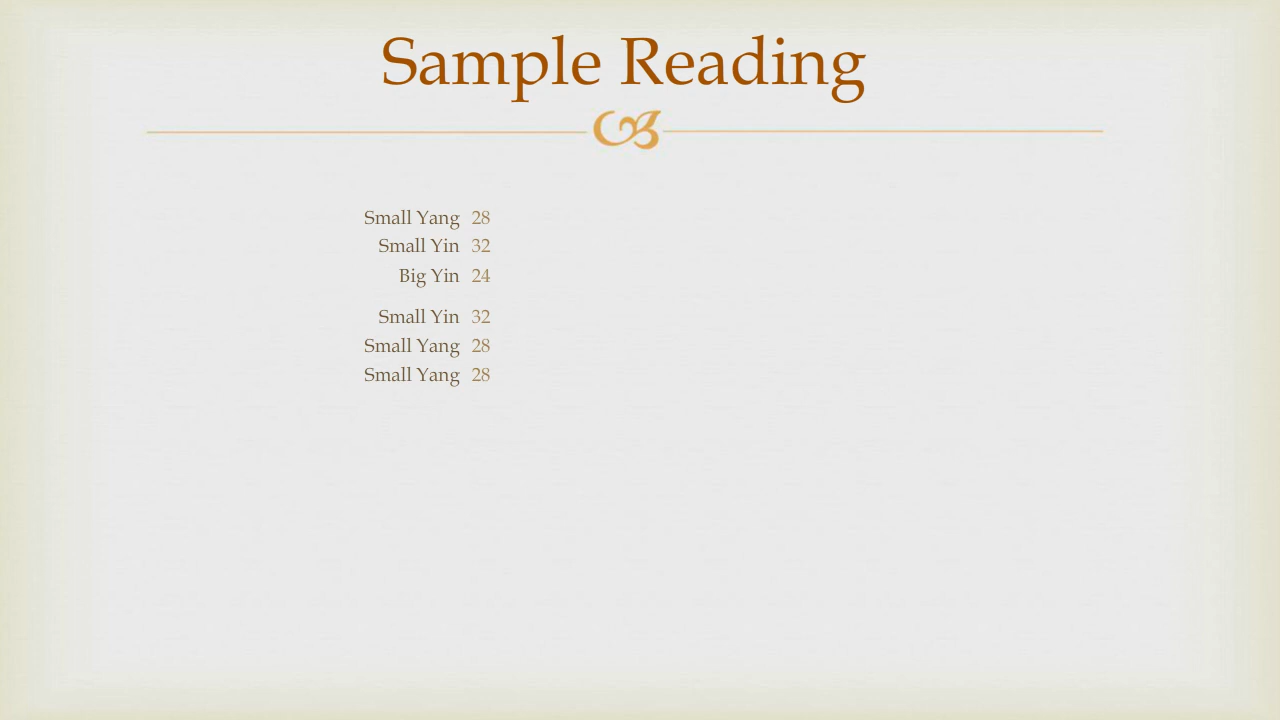 Sample Reading
Small Yang 28
Small Yin 32
Big Yin 24
Small Yin 32
Small Yang 28
Small Yang 28